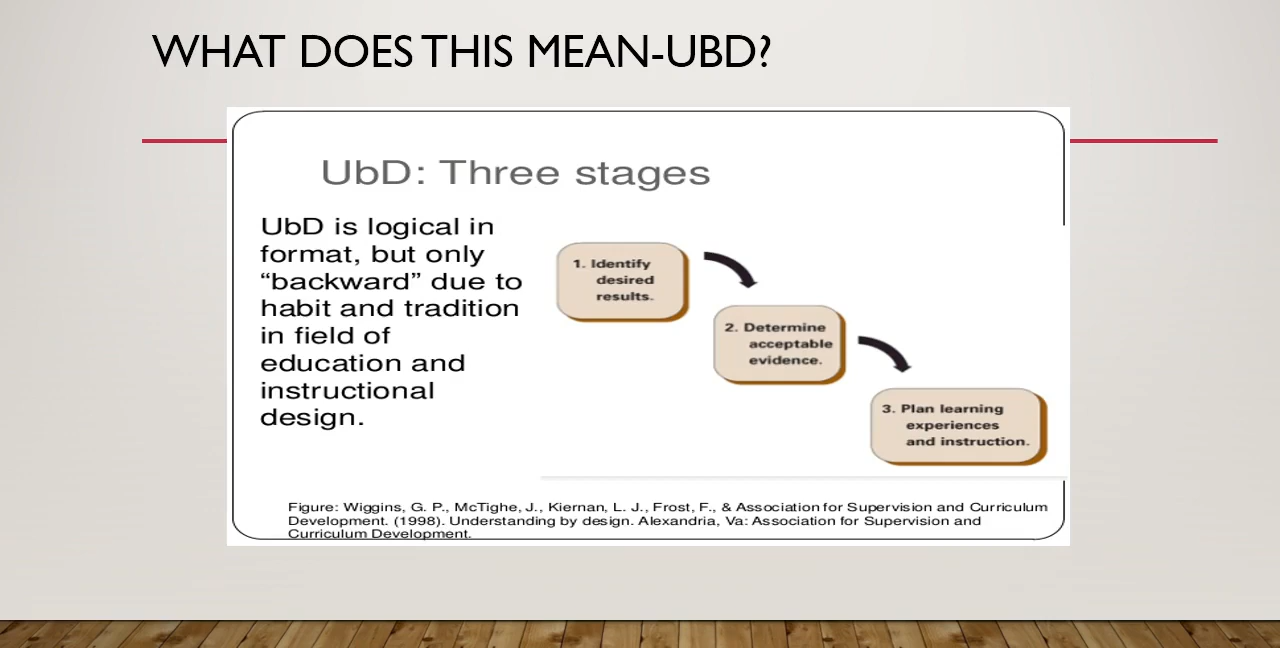 WHAT DOES THIS MEAN-UBD?
UbD: Three stages
UbD is logical in
format, but only
“backward” due to
habit and tradition
in field of
education and
instructional
design.
1. Identify
desired
results.
2. Determine
acceptable
evidence.
3. Plan learning
experiences
and instruction.
Figure: Wiggins, G. P., McTighe, J., Kiernan, L. J., Frost, F., & Association for Supervision and Curriculum
Development. (1998). Understanding by design. Alexandria, Va: Association for Supervision and
Curriculum Development.